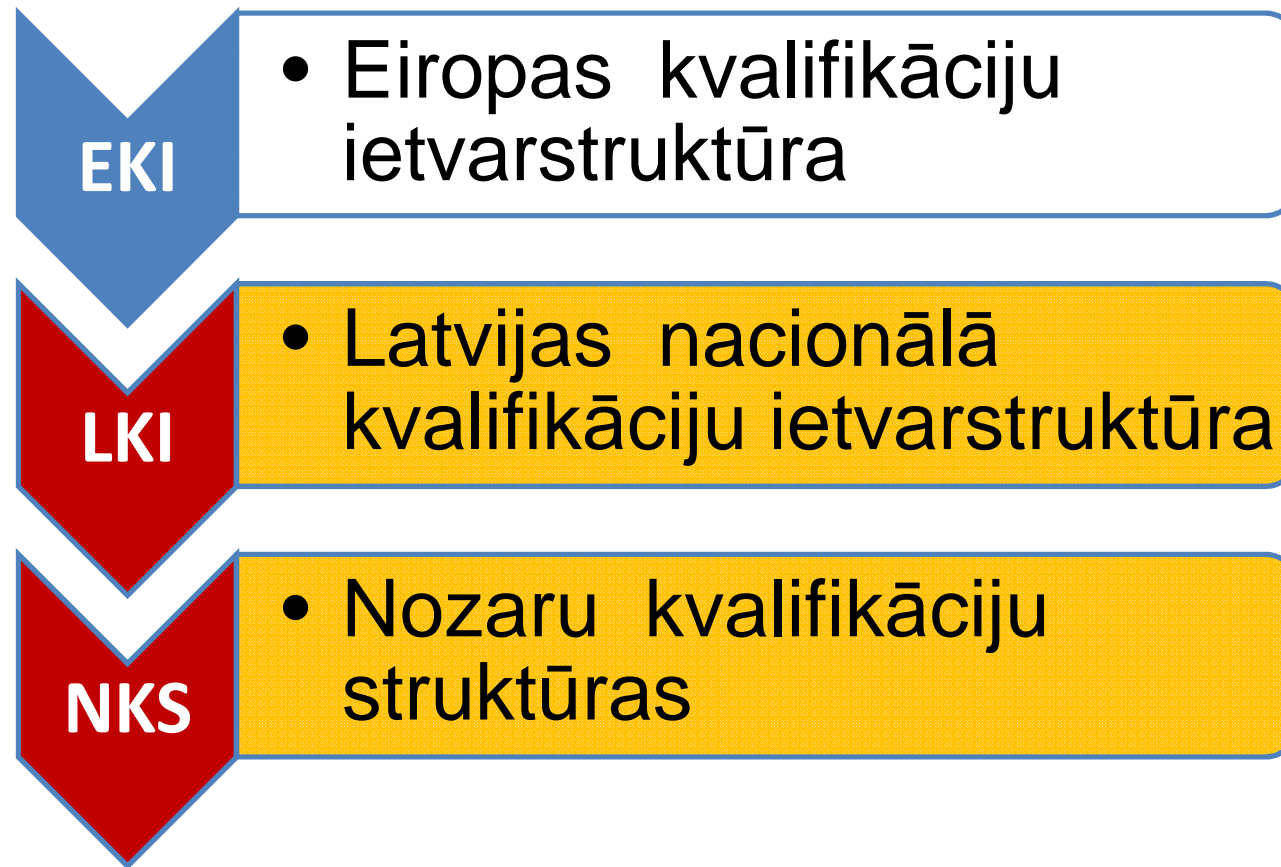 EKI
• Eiropas kvalifikāciju
ietvarstruktūra
LKI
• Latvijas nacionālā
kvalifikāciju ietvarstruktūra
NKS
• Nozaru kvalifikāciju
struktūras